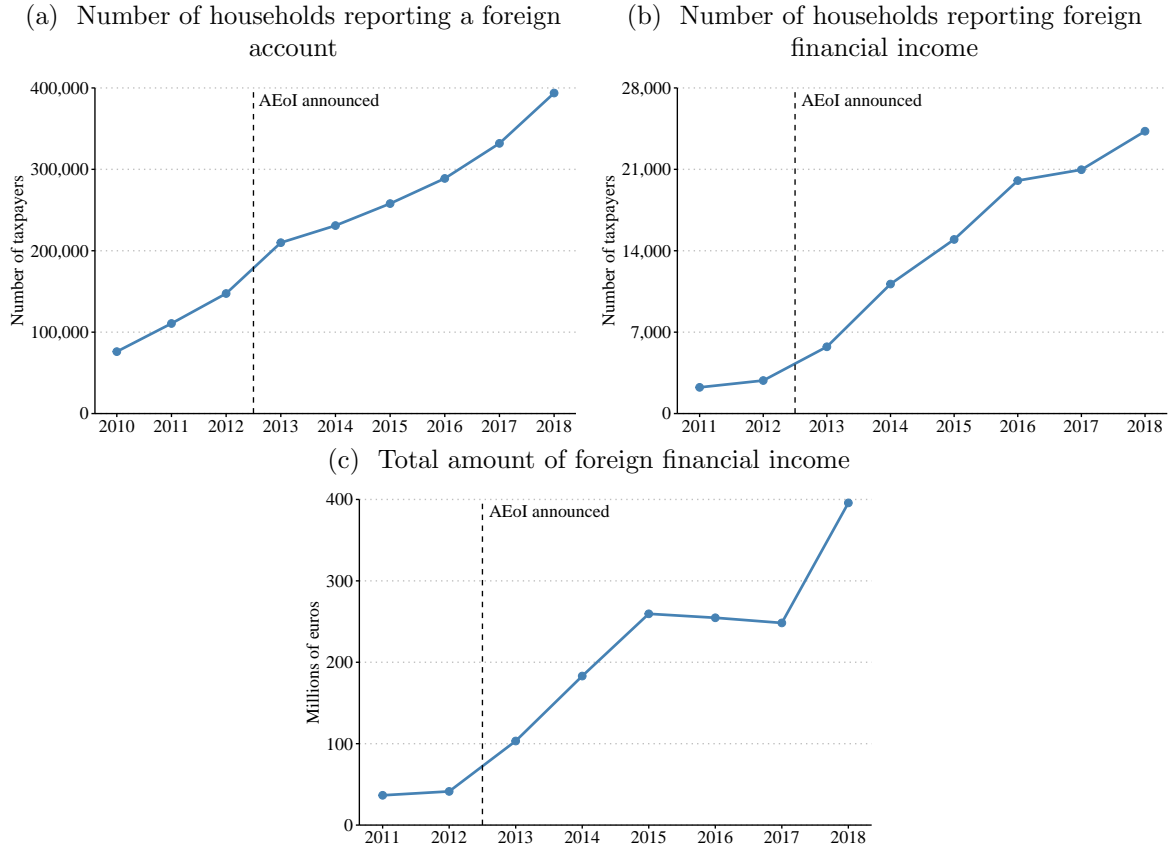 (a) Number of households reporting a foreign
account
400,000
300,000
200,000
100,000
0
Number of taxpayers
AEoI announced
2010 2011 2012 2013 2014 2015 2016 2017 2018
(b) Number of households reporting foreign
financial income
28,000
21,000
14,000
7,000
0
Number of taxpayers
AEoI announced
2011 2012 2013 2014 2015 2016 2017 2018
(c) Total amount of foreign financial income
400
300
200
100
0
Millions of euros
AEoI announced
2011 2012 2013 2014 2015 2016 2017 2018